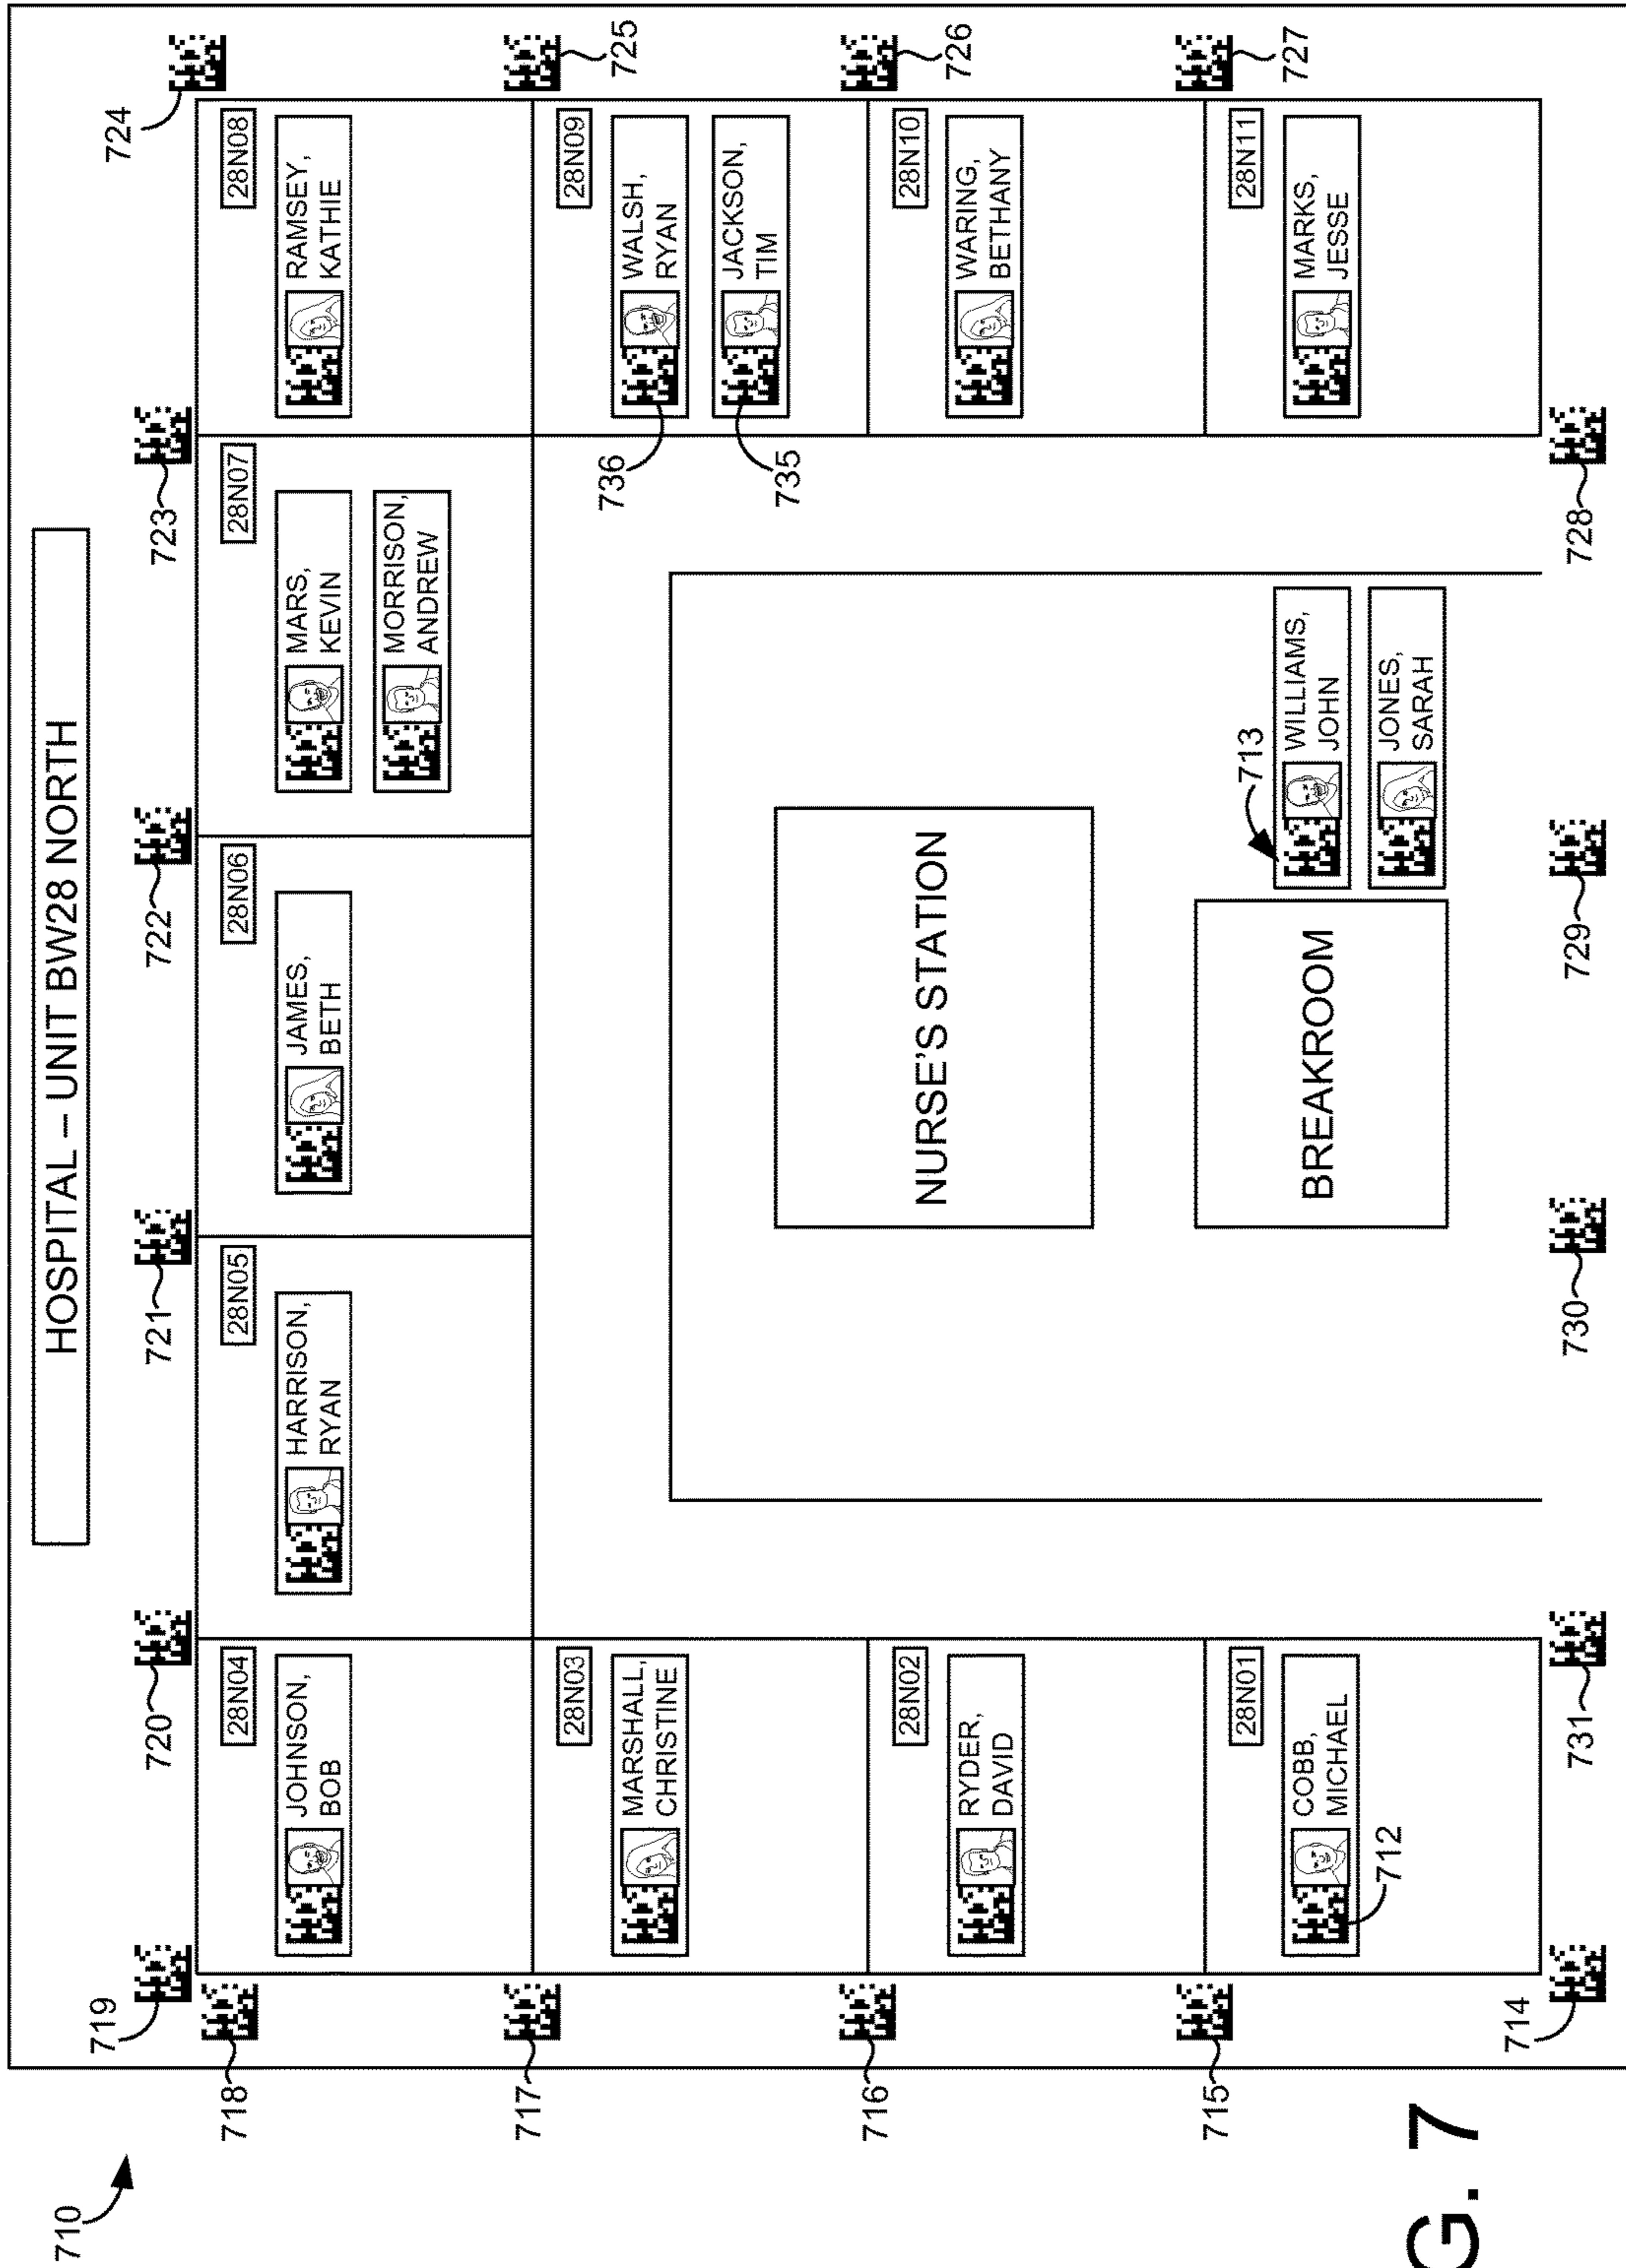 710
HOSPITAL – UNIT BW28 NORTH
719
720
721
722
723
724
718
28N04
JOHNSON,
BOB
28N05
HARRISON,
RYAN
28N06
JAMES,
BETH
28N07
MARS,
KEVIN
MORRISON,
ANDREW
28N08
RAMSEY,
KATHIE
717
725
28N03
MARSHALL,
CHRISTINE
28N09
WALSH,
RYAN
736
JACKSON,
TIM
735
716
726
28N02
RYDER,
DAVID
NURSE'S STATION
28N10
WARING,
BETHANY
715
727
28N01
COBB,
MICHAEL
712
BREAKROOM
713
WILLIAMS,
JOHN
JONES,
SARAH
28N11
MARKS,
JESSE
714
731
730
729
728
G. 7